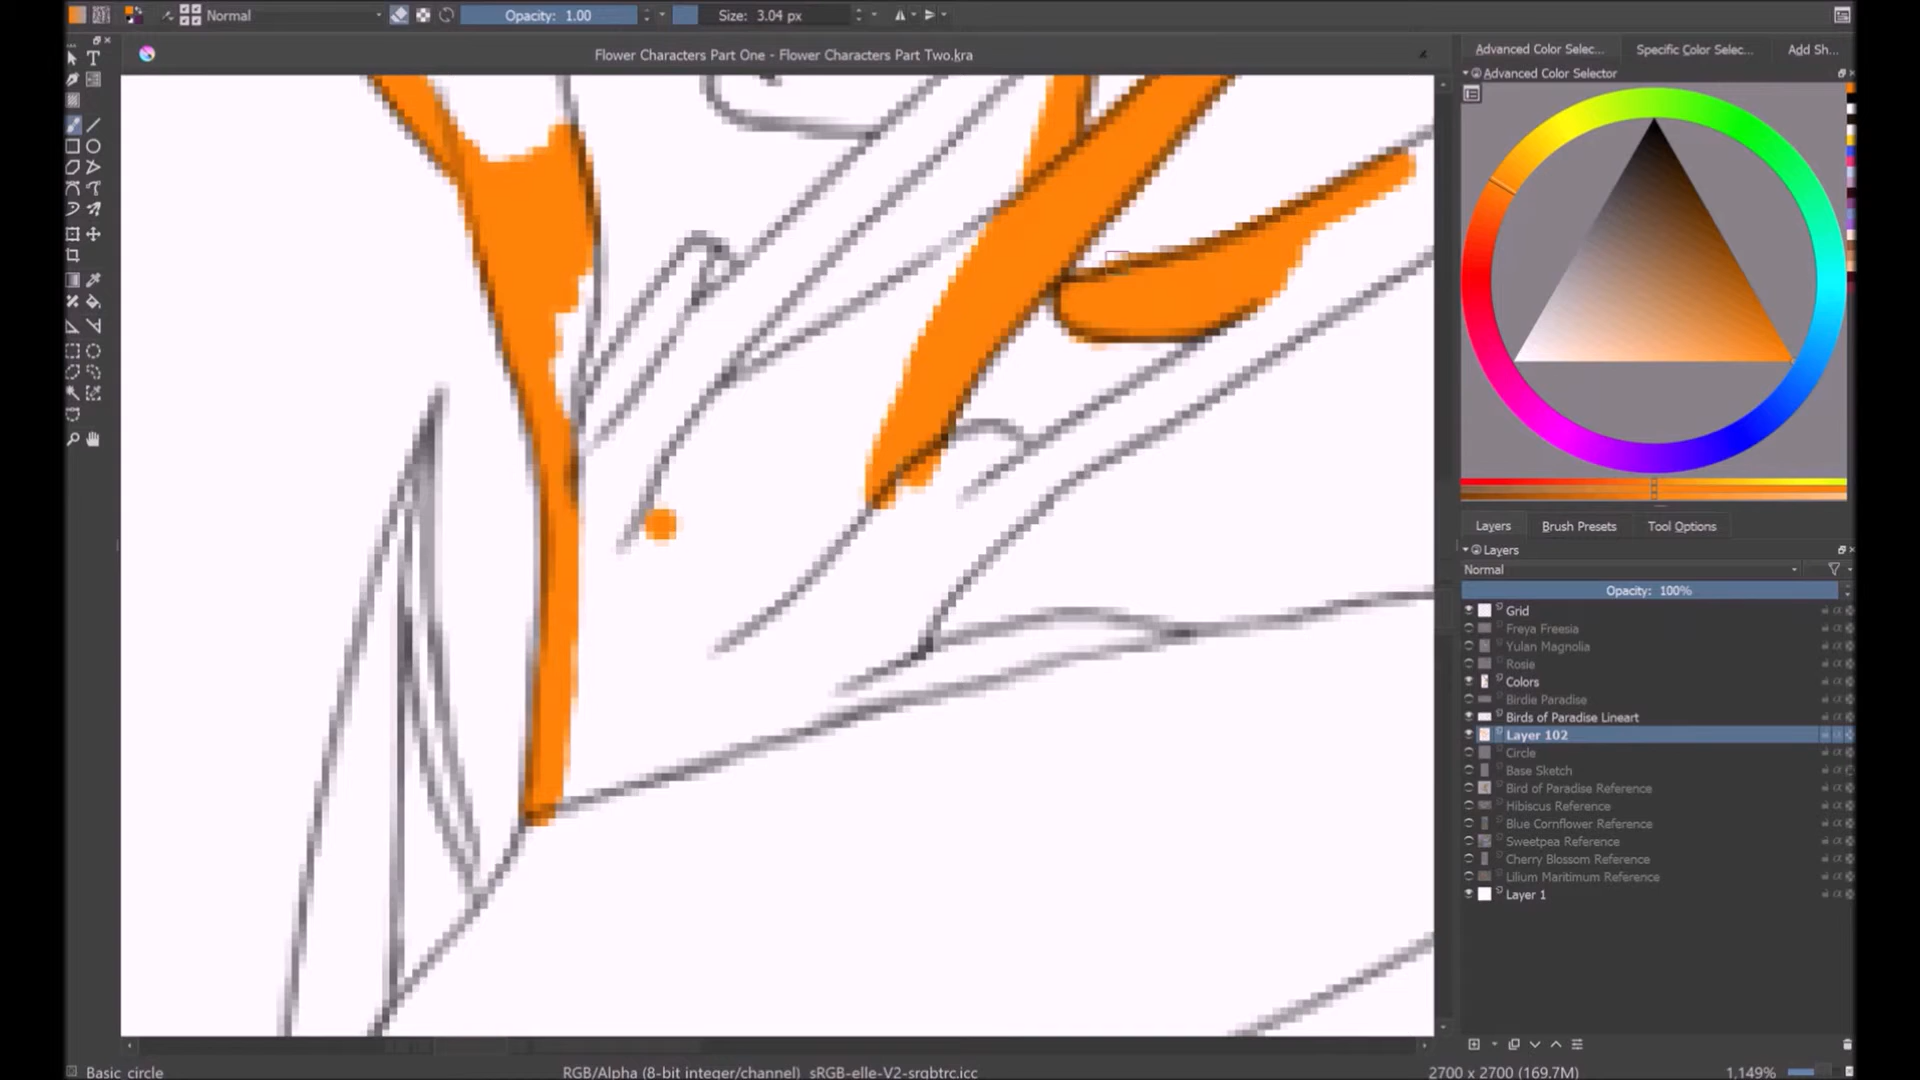 Normal
Opacity: 1.00
Size: 3.04 px
Flower Characters Part One - Flower Characters Part Two.kra
Advanced Color Selec...
Specific Color Selec...
Add Sh...
Advanced Color Selector
Layers
Brush Presets
Tool Options
Layers
Normal
Opacity: 100%
Grid
Freya Freesia
Yulan Magnolia
Rosie
Colors
Birdie Paradise
Birds of Paradise Lineart
Layer 102
Circle
Base Sketch
Bird of Paradise Reference
Hibiscus Reference
Blue Cornflower Reference
Sweetpea Reference
Cherry Blossom Reference
Lilium Maritimum Reference
Layer 1
Basic_circle
RGB/Alpha (8-bit integer/channel) sRGB-elle-V2-srgbtrc.icc
2700 x 2700 (169.7M)
1,149%